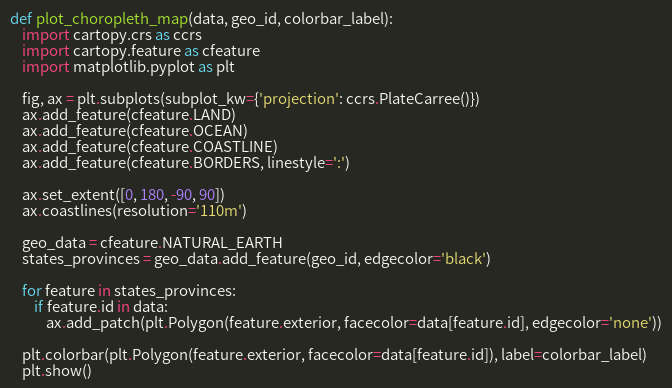 def plot_choropleth_map(data, geo_id, colorbar_label):
    import cartopy.crs as ccrs
    import cartopy.feature as cfeature
    import matplotlib.pyplot as plt

    fig, ax = plt.subplots(subplot_kw={'projection': ccrs.PlateCarree()})
    ax.add_feature(cfeature.LAND)
    ax.add_feature(cfeature.OCEAN)
    ax.add_feature(cfeature.COASTLINE)
    ax.add_feature(cfeature.BORDERS, linestyle=':')

    ax.set_extent([0, 180, -90, 90])
    ax.coastlines(resolution='110m')

    geo_data = cfeature.NATURAL_EARTH
    states_provinces = geo_data.add_feature(geo_id, edgecolor='black')

    for feature in states_provinces:
        if feature.id in data:
            ax.add_patch(plt.Polygon(feature.exterior, facecolor=data[feature.id], edgecolor='none'))

    plt.colorbar(plt.Polygon(feature.exterior, facecolor=data[feature.id]), label=colorbar_label)
    plt.show()